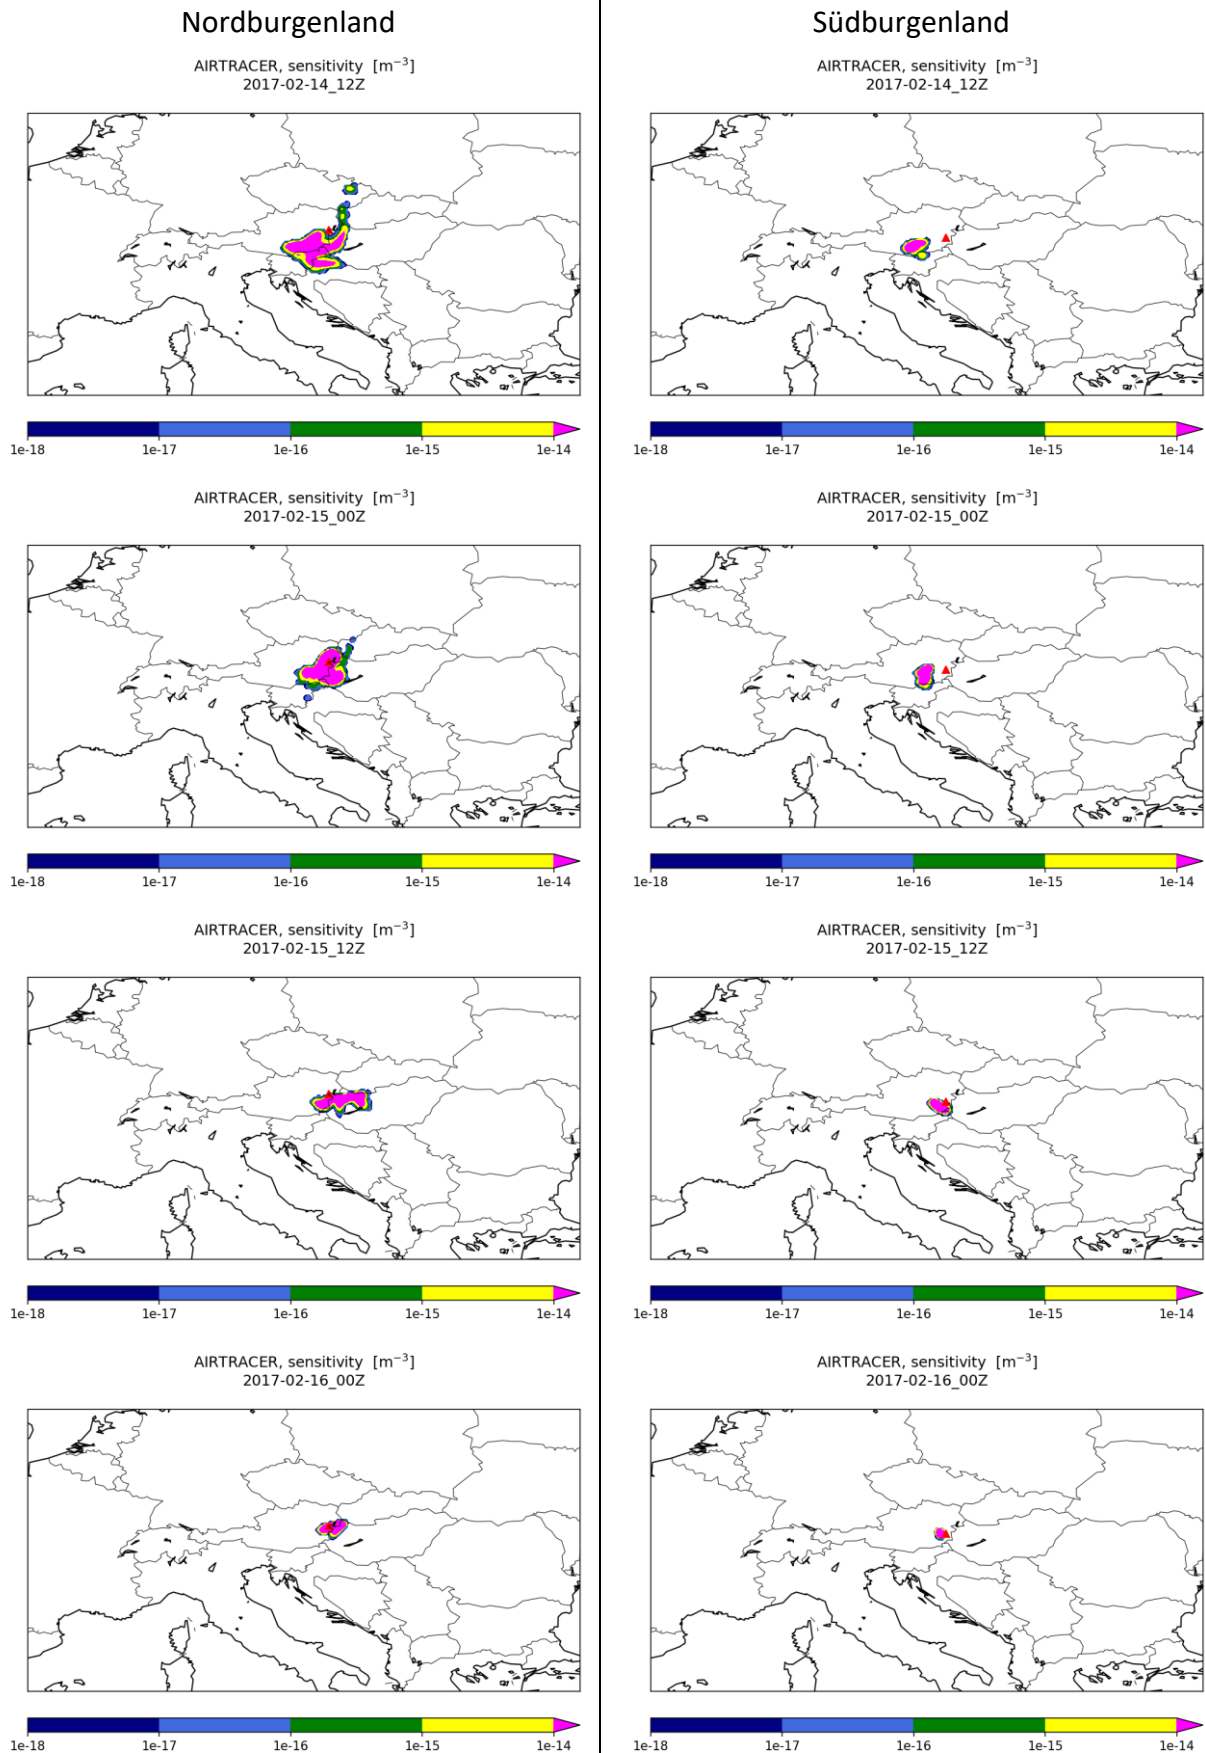 Nordburgenland
Südburgenland
AIRTRACER, sensitivity [m⁻³]
2017-02-14_12Z
AIRTRACER, sensitivity [m⁻³]
2017-02-14_12Z
1e-18 1e-17 1e-16 1e-15 1e-14
1e-18 1e-17 1e-16 1e-15 1e-14
AIRTRACER, sensitivity [m⁻³]
2017-02-15_00Z
AIRTRACER, sensitivity [m⁻³]
2017-02-15_00Z
1e-18 1e-17 1e-16 1e-15 1e-14
1e-18 1e-17 1e-16 1e-15 1e-14
AIRTRACER, sensitivity [m⁻³]
2017-02-15_12Z
AIRTRACER, sensitivity [m⁻³]
2017-02-15_12Z
1e-18 1e-17 1e-16 1e-15 1e-14
1e-18 1e-17 1e-16 1e-15 1e-14
AIRTRACER, sensitivity [m⁻³]
2017-02-16_00Z
AIRTRACER, sensitivity [m⁻³]
2017-02-16_00Z
1e-18 1e-17 1e-16 1e-15 1e-14
1e-18 1e-17 1e-16 1e-15 1e-14